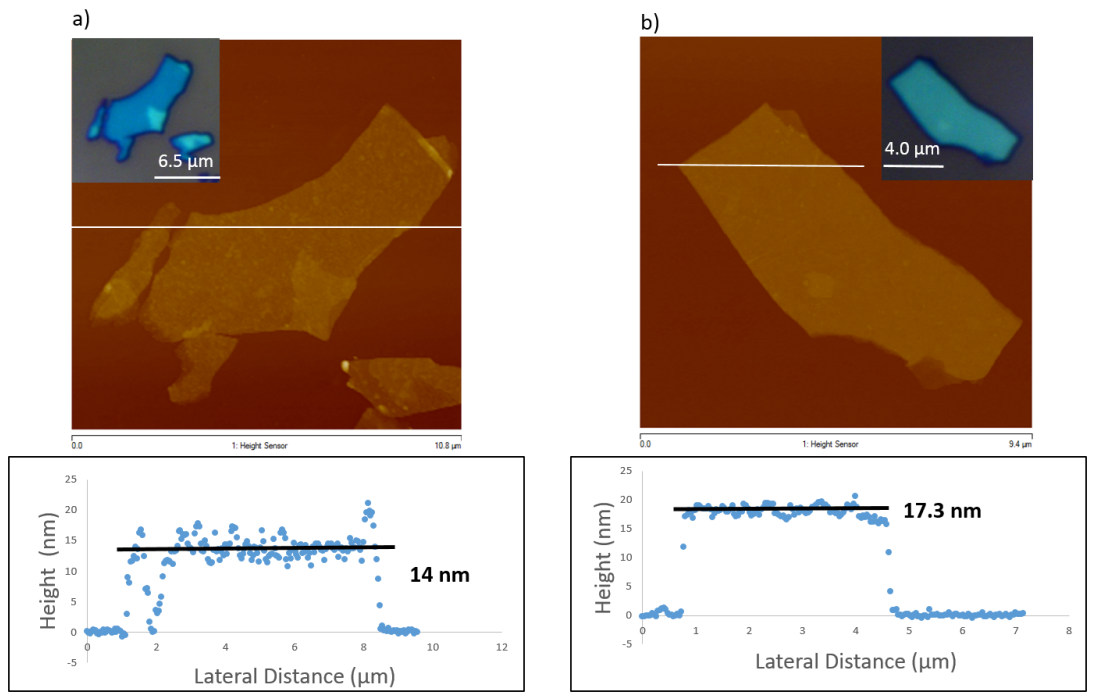 a)
6.5 µm
0.0 1: Height Sensor 10.8 µm
25
20
15
10
5
0
-5
0 2 4 6 8 10 12
Height (nm)
14 nm
Lateral Distance (µm)
b)
4.0 µm
0.0 1: Height Sensor 9.4 µm
25
20
15
10
5
0
-5
0 1 2 3 4 5 6 7 8
Height (nm)
17.3 nm
Lateral Distance (µm)